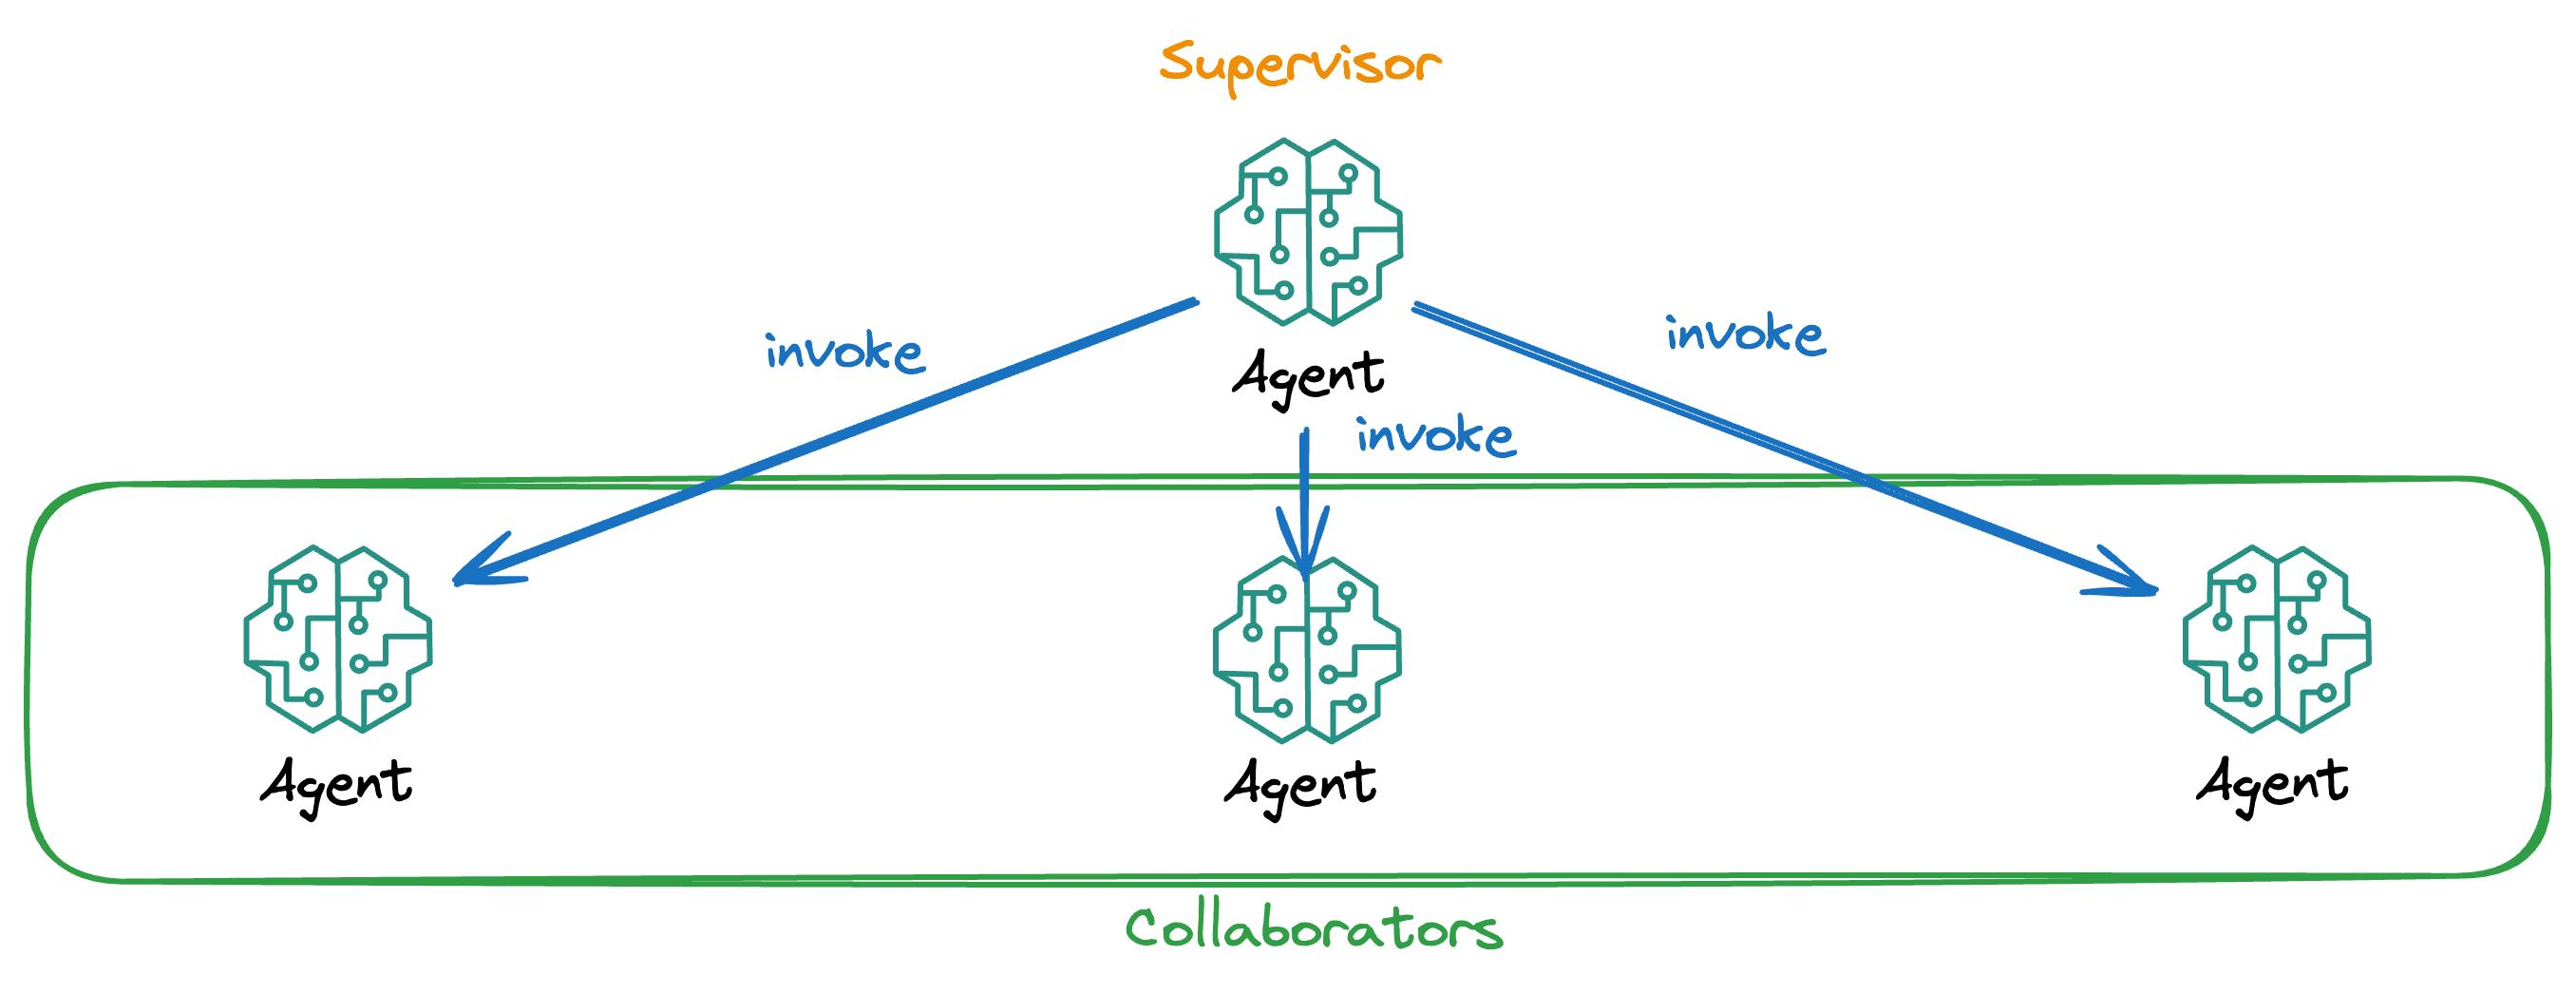 Supervisor
Agent
invoke
invoke
invoke
Agent
Agent
Agent
Collaborators